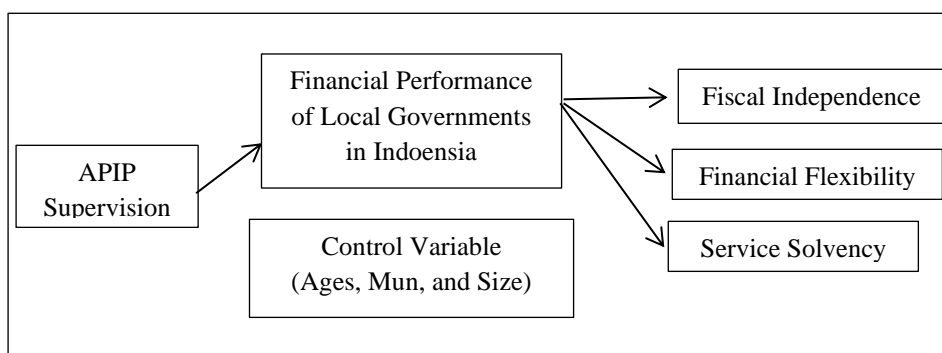 APIP
Supervision
Financial Performance
of Local Governments
in Indoensia
Control Variable
(Ages, Mun, and Size)
Fiscal Independence
Financial Flexibility
Service Solvency